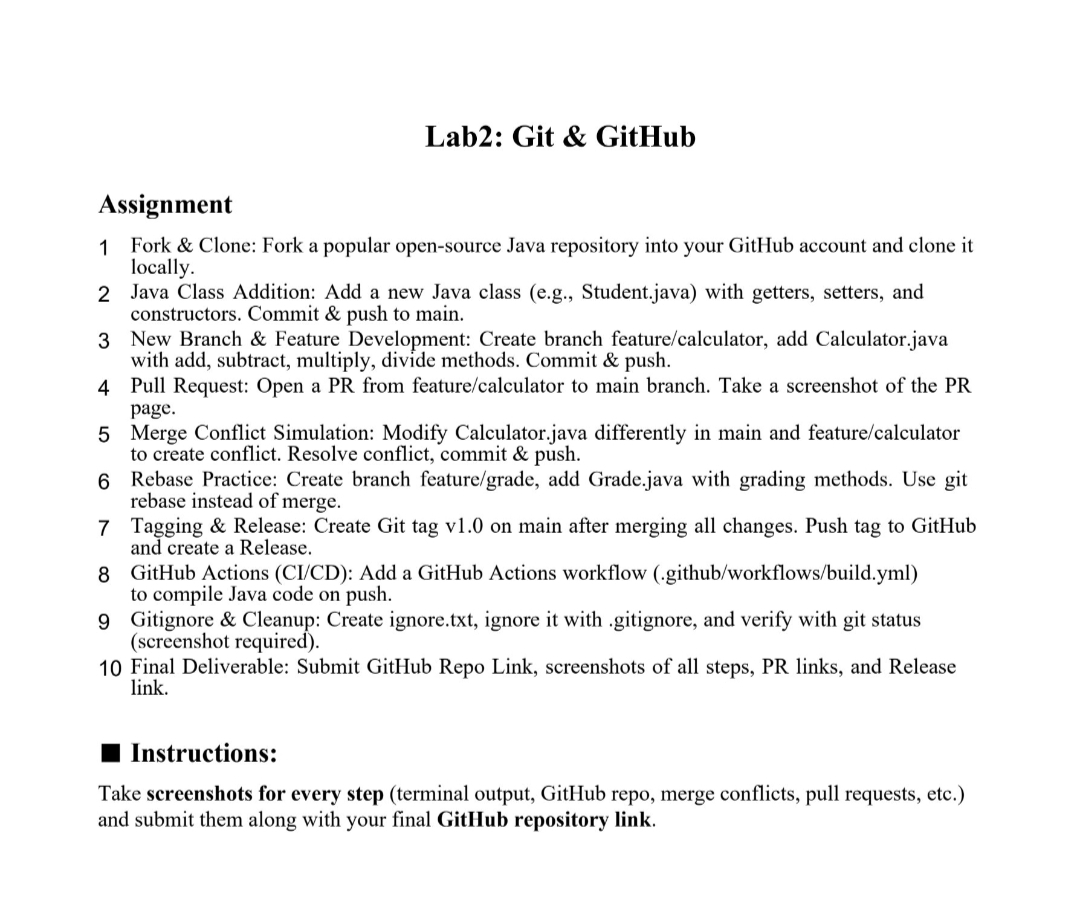 Lab2: Git & GitHub
Assignment
1 Fork & Clone: Fork a popular open-source Java repository into your GitHub account and clone it
locally.
2 Java Class Addition: Add a new Java class (e.g., Student.java) with getters, setters, and
constructors. Commit & push to main.
3 New Branch & Feature Development: Create branch feature/calculator, add Calculator.java
with add, subtract, multiply, divide methods. Commit & push.
4 Pull Request: Open a PR from feature/calculator to main branch. Take a screenshot of the PR
page.
5 Merge Conflict Simulation: Modify Calculator.java differently in main and feature/calculator
to create conflict. Resolve conflict, commit & push.
6 Rebase Practice: Create branch feature/grade, add Grade.java with grading methods. Use git
rebase instead of merge.
7 Tagging & Release: Create Git tag v1.0 on main after merging all changes. Push tag to GitHub
and create a Release.
8 GitHub Actions (CI/CD): Add a GitHub Actions workflow (.github/workflows/build.yml)
to compile Java code on push.
9 Gitignore & Cleanup: Create ignore.txt, ignore it with .gitignore, and verify with git status
(screenshot required).
10 Final Deliverable: Submit GitHub Repo Link, screenshots of all steps, PR links, and Release
link.
■ Instructions:
Take screenshots for every step (terminal output, GitHub repo, merge conflicts, pull requests, etc.)
and submit them along with your final GitHub repository link.